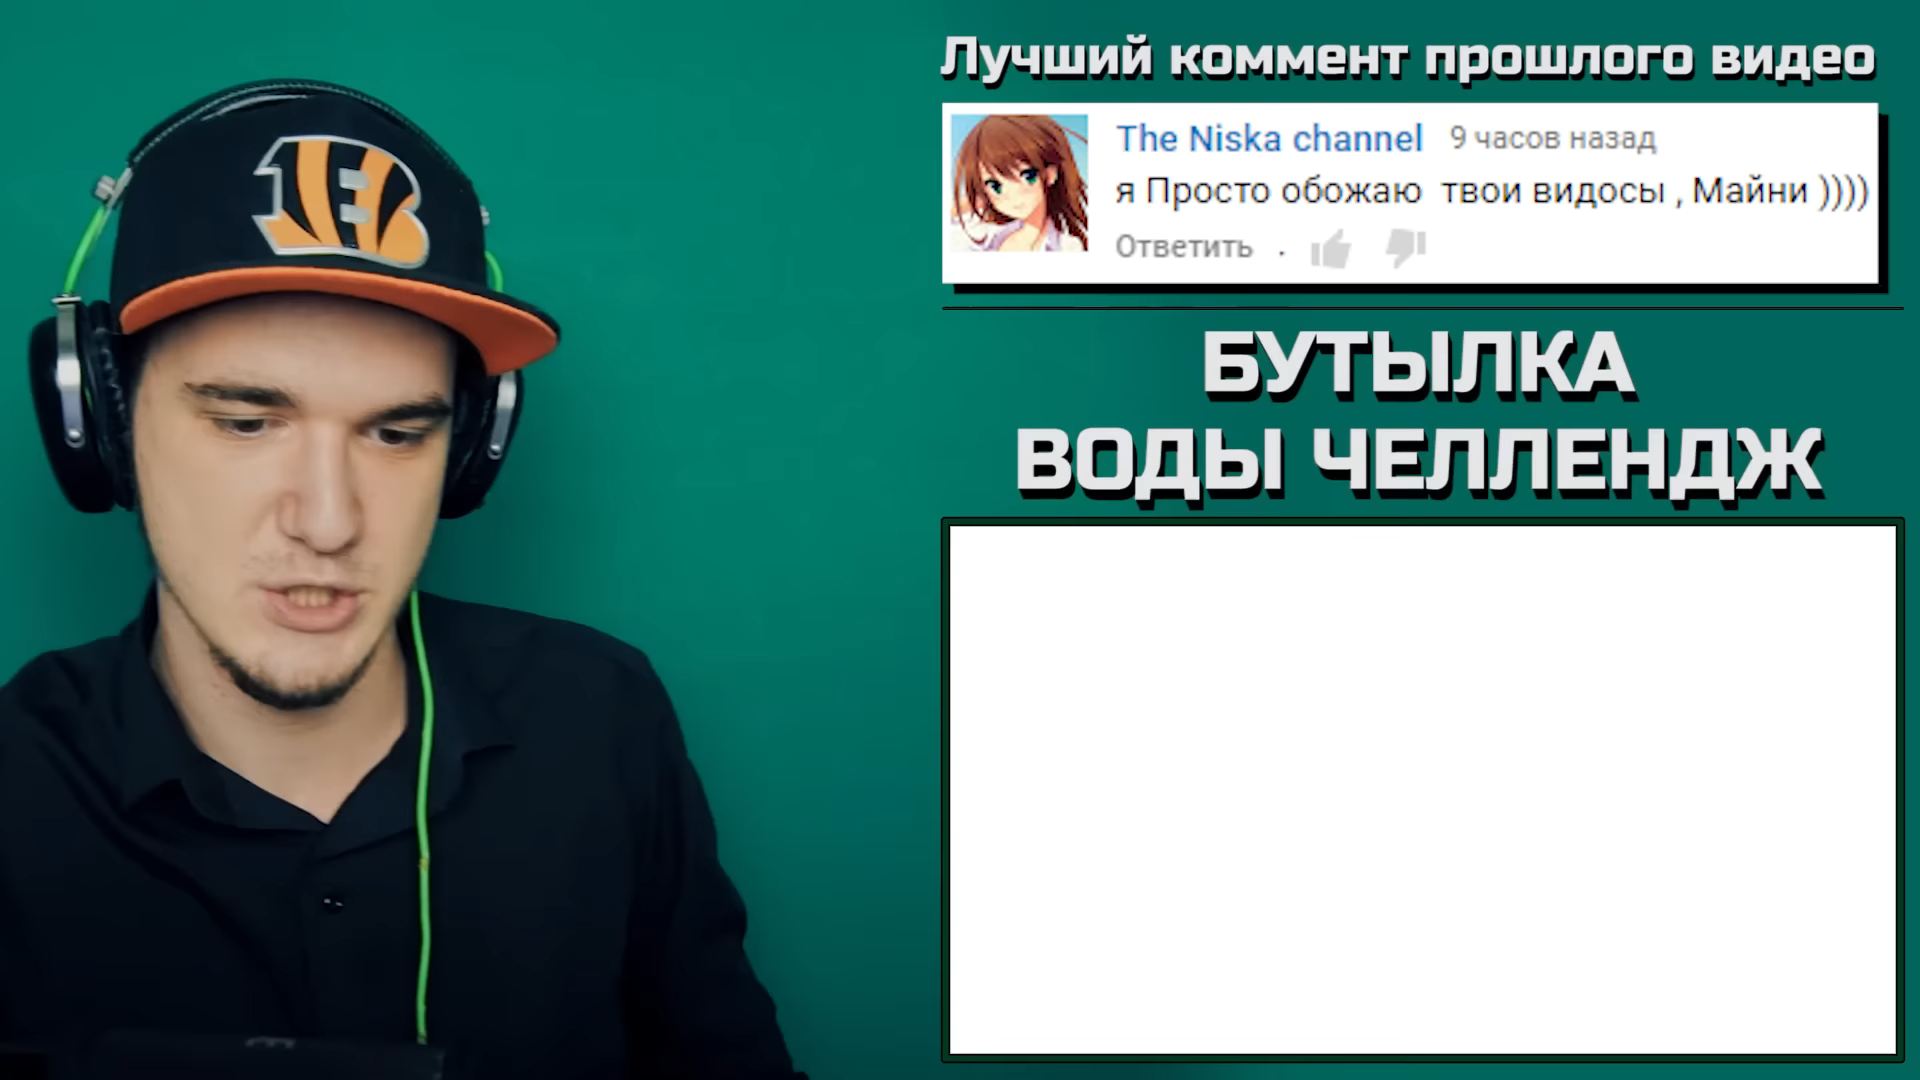 Лучший коммент прошлого видео
The Niska channel 9 часов назад
я Просто обожаю твои видосы , Майни ))))
Ответить .
БУТЫЛКА
ВОДЫ ЧЕЛЛЕНДЖ
B